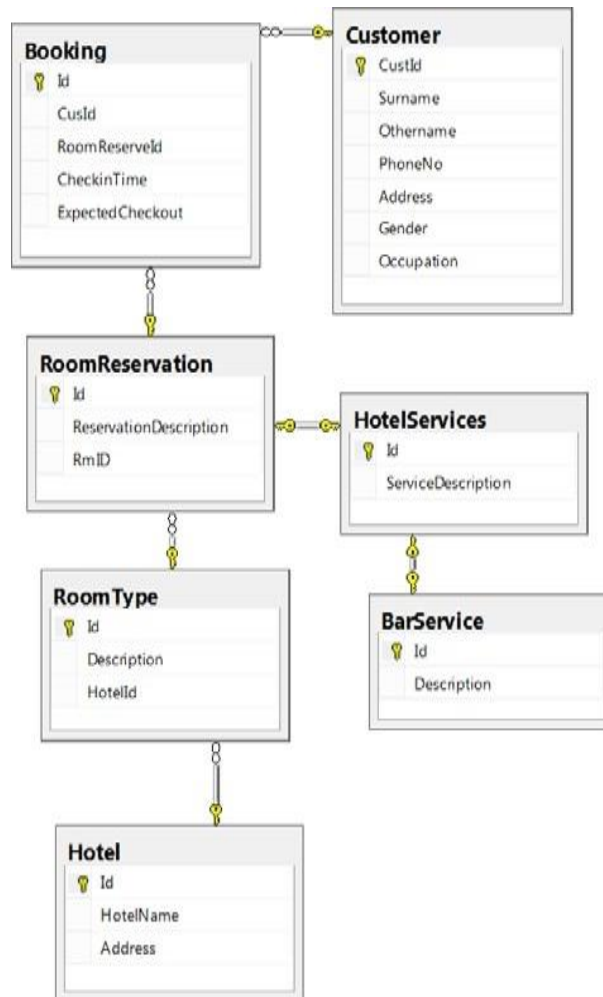 Booking
Id
CusId
RoomReserveId
CheckinTime
ExpectedCheckout
Customer
CustId
Surname
Othername
PhoneNo
Address
Gender
Occupation
RoomReservation
Id
ReservationDescription
RmID
HotelServices
Id
ServiceDescription
RoomType
Id
Description
HotelId
BarService
Id
Description
Hotel
Id
HotelName
Address